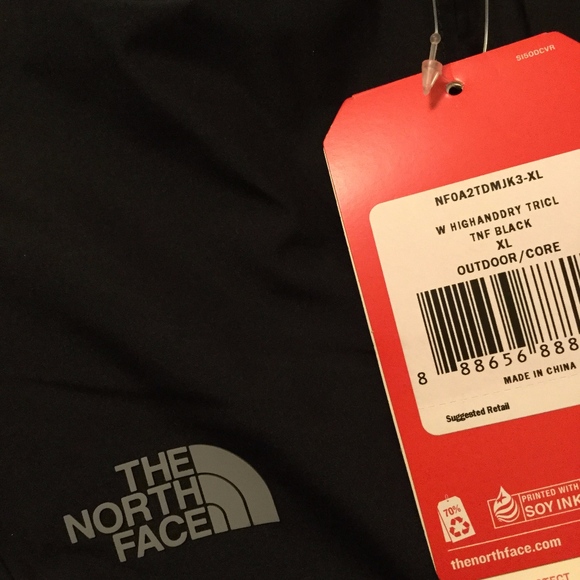 SI500CVR
NF0A2TDMJK3-XL
W HIGHANDDRY TRICL
TNF BLACK
XL
OUTDOOR/CORE
8 88656 888
MADE IN CHINA
Suggested Retail
THE
NORTH
FACE
70%
PRINTED WITH
SOY INK
thenorthface.com